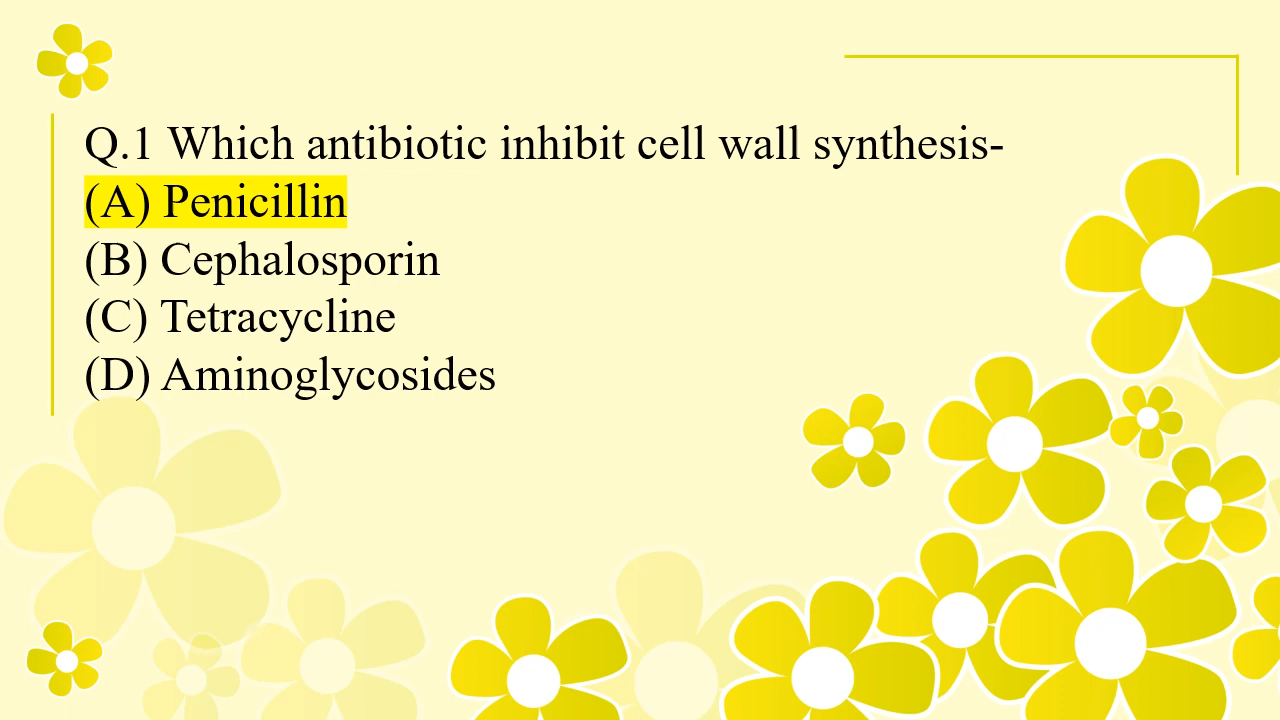 Q.1 Which antibiotic inhibit cell wall synthesis-
(A) Penicillin
(B) Cephalosporin
(C) Tetracycline
(D) Aminoglycosides